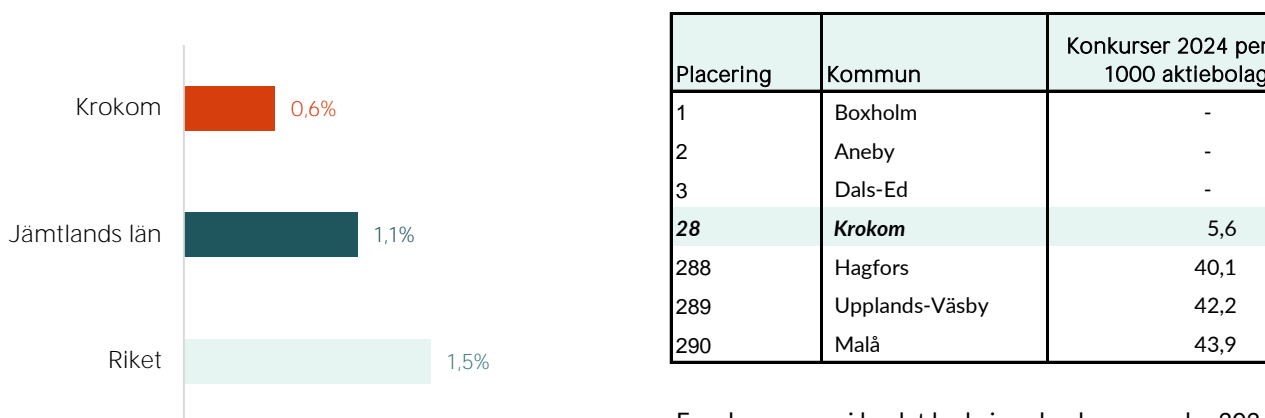 Krokom 0,6%
Jämtlands län 1,1%
Riket 1,5%
Konkurser 2024 per
Placering Kommun 1000 aktiebolag
1 Boxholm -
2 Aneby -
3 Dals-Ed -
28 Krokom 5,6
288 Hagfors 40,1
289 Upplands-Väsby 42,2
290 Malå 43,9